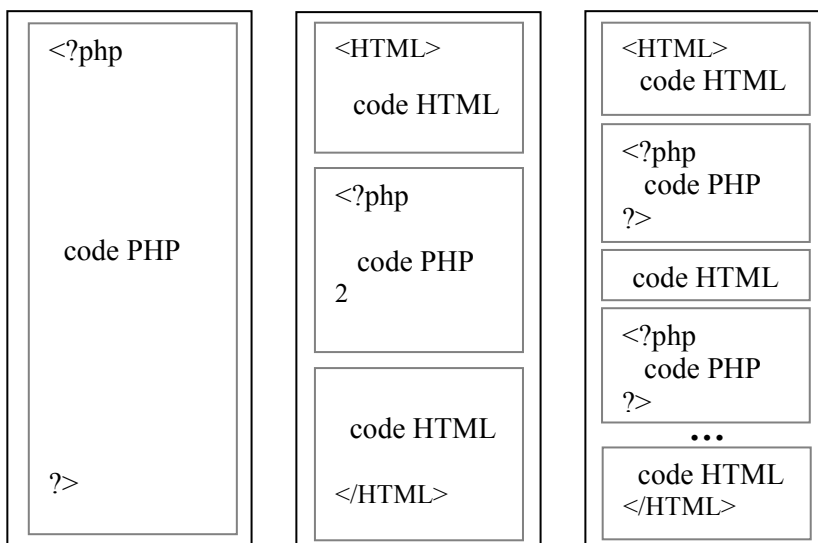 <?php
code PHP
?>
<HTML>
code HTML
<?php
code PHP
2
code HTML
</HTML>
<HTML>
code HTML
<?php
code PHP
?>
code HTML
<?php
code PHP
?>
...
code HTML
</HTML>